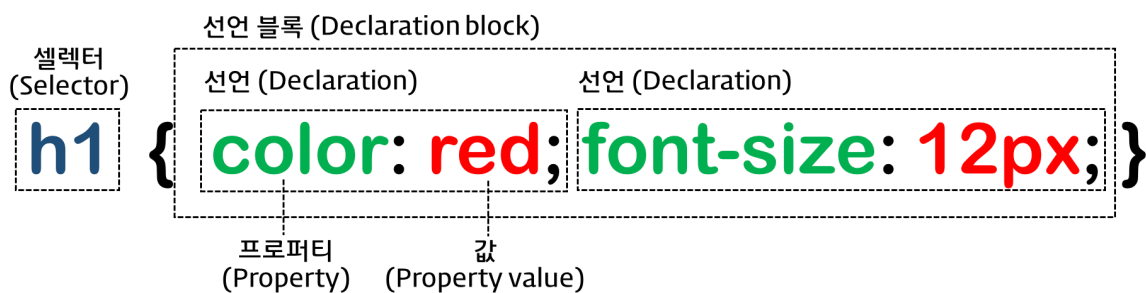 선언 블록 (Declaration block)
셀렉터
(Selector)
선언 (Declaration) 선언 (Declaration)
h1 { color: red; font-size: 12px; }
프로퍼티 값
(Property) (Property value)